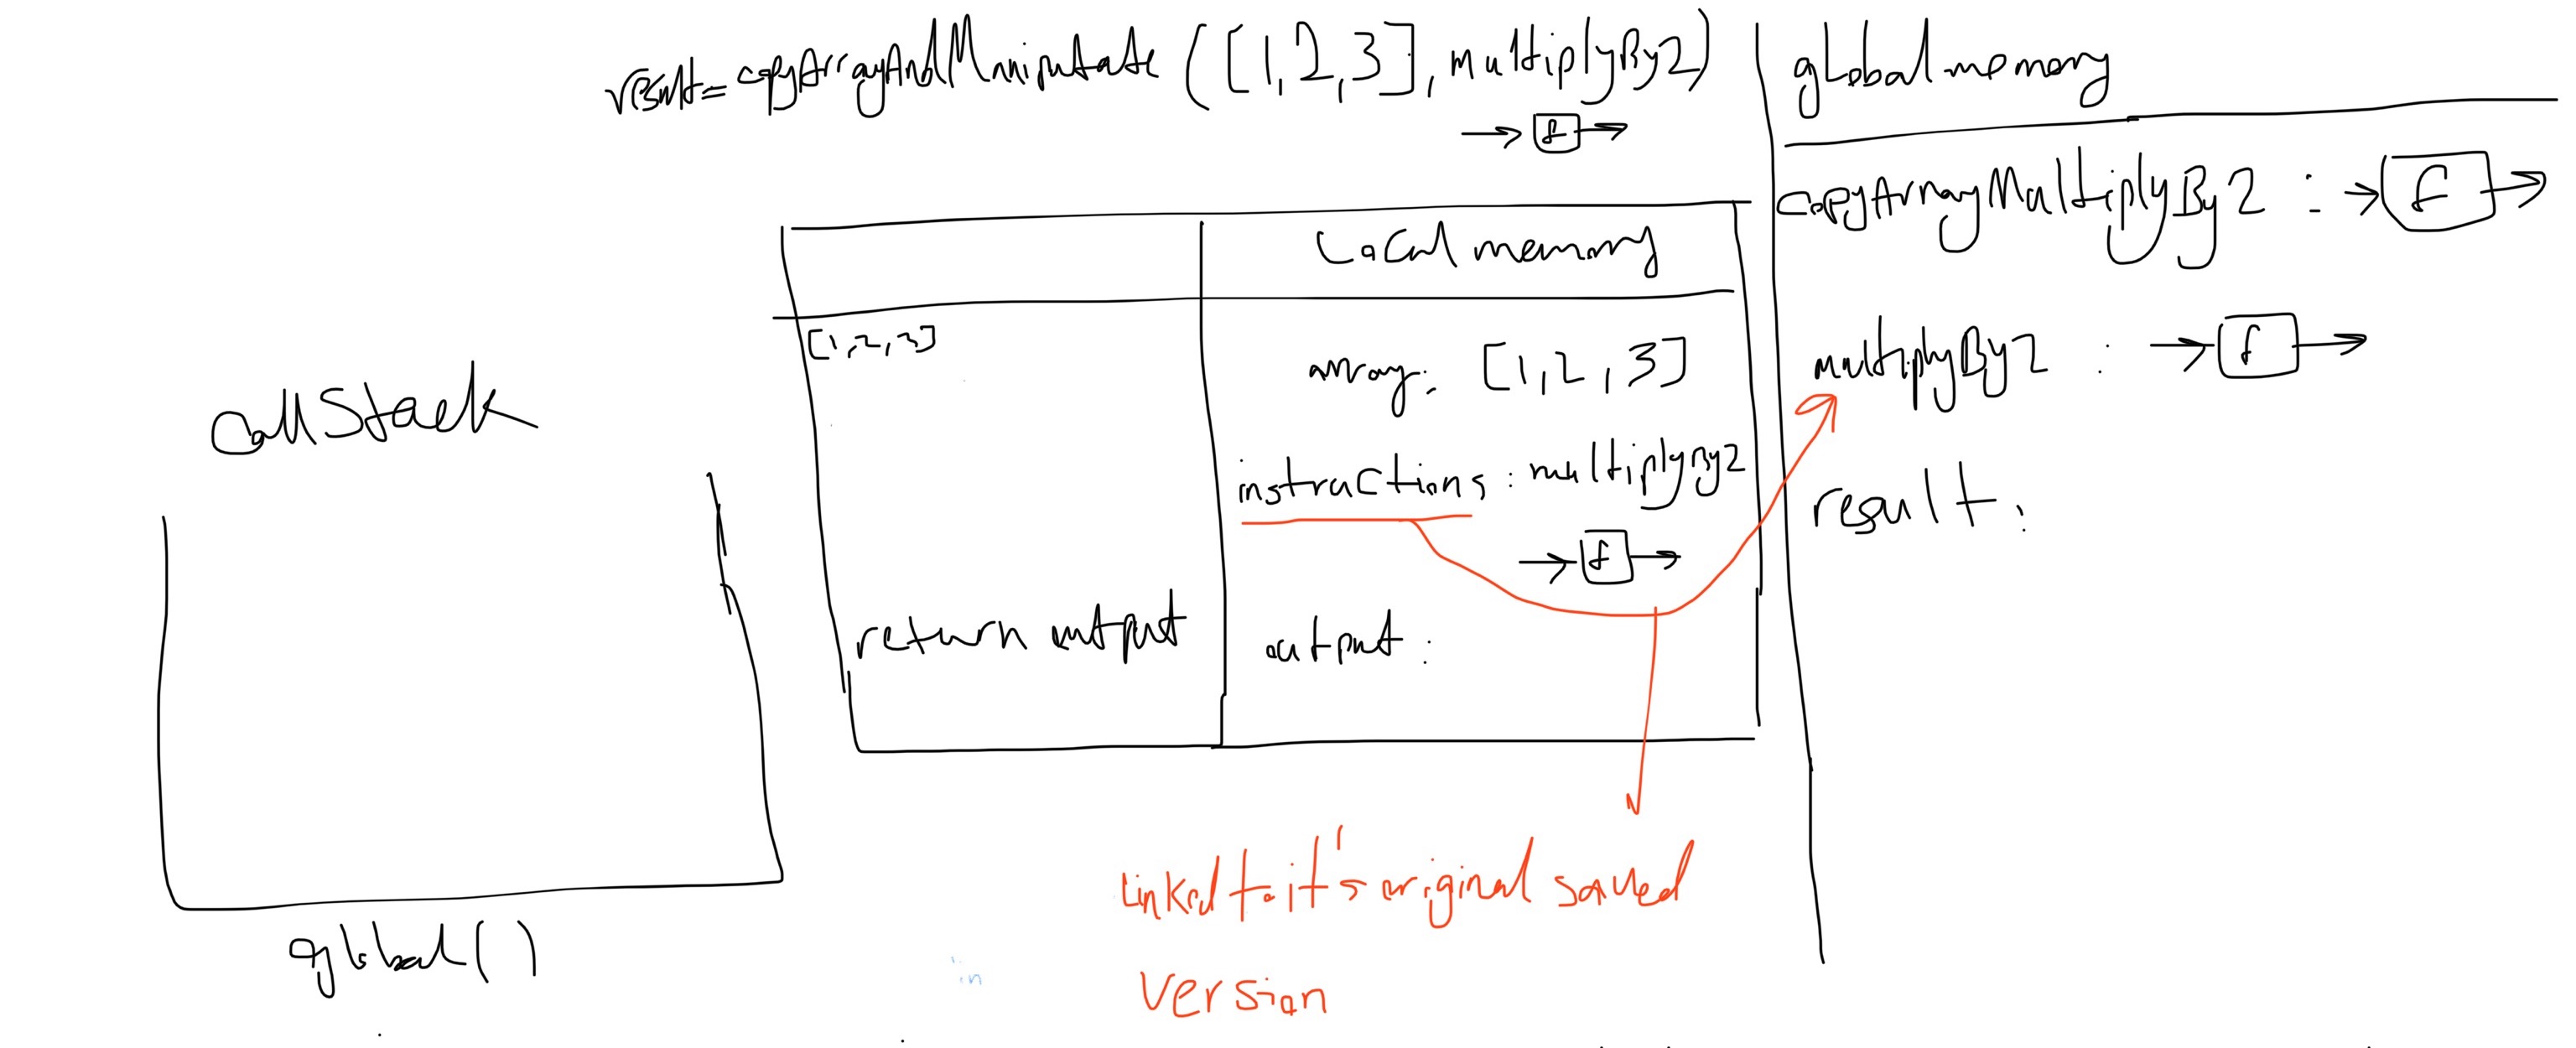 result=copyArrayAndManipulate ([1,2,3], multiplyBy2)
f
global memory
copyArrayMultiplyBy2 : f
multiplyBy2 : f
result:
Local memory
[1,2,3]
array: [1,2,3]
instructions : multiplyBy2
f
return output
output :
callStack
global()
Linked to it's original saved
version
in